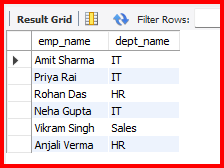 Result Grid Filter Rows:
emp_name dept_name
Amit Sharma IT
Priya Rai IT
Rohan Das HR
Neha Gupta IT
Vikram Singh Sales
Anjali Verma HR